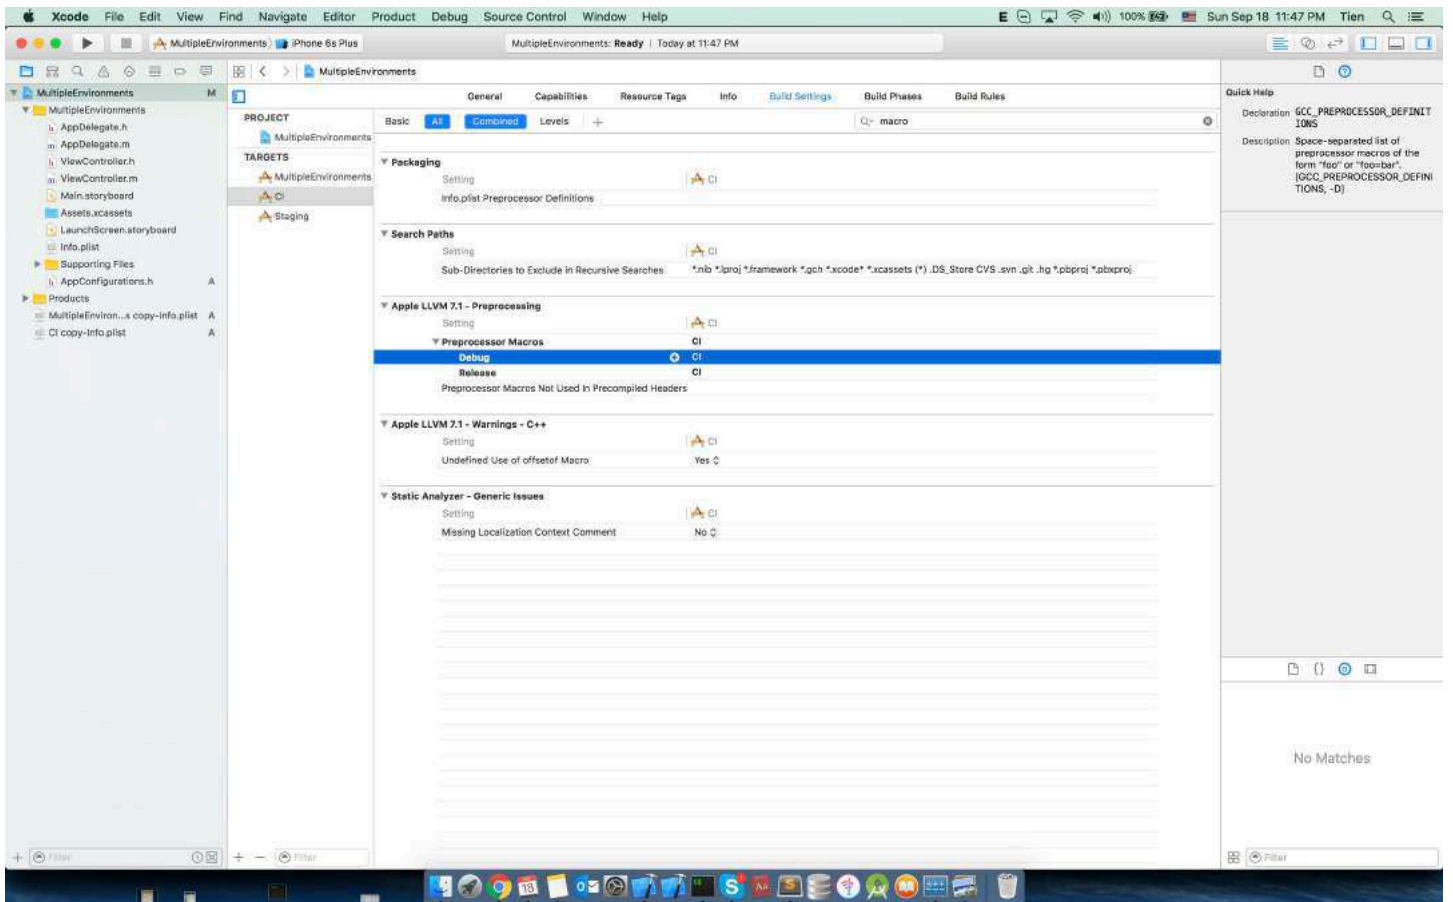 Xcode File Edit View Find Navigate Editor Product Debug Source Control Window Help E 100% Sun Sep 18 11:47 PM Tien
MultipleEnvironments iPhone 6s Plus MultipleEnvironments: Ready | Today at 11:47 PM
MultipleEnvironments
MultipleEnvironments M
MultipleEnvironments
h AppDelegate.h
m AppDelegate.m
h ViewController.h
m ViewController.m
Main.storyboard
Assets.xcassets
LaunchScreen.storyboard
Info.plist
Supporting Files
h AppConfigurations.h A
Products
MultipleEnviron...s copy-Info.plist A
CI copy-Info.plist A
Filter
PROJECT
MultipleEnvironments
TARGETS
MultipleEnvironments
CI
Staging
Filter
General Capabilities Resource Tags Info Build Settings Build Phases Build Rules
Basic All Combined Levels + macro
Packaging
Setting CI
Info.plist Preprocessor Definitions
Search Paths
Setting CI
Sub-Directories to Exclude in Recursive Searches *.nib *.lproj *.framework *.gch *.xcode* *.xcassets (*) .DS_Store CVS .svn .git .hg *.pbproj *.pbxproj
Apple LLVM 7.1 - Preprocessing
Setting CI
Preprocessor Macros CI
Debug CI
Release CI
Preprocessor Macros Not Used In Precompiled Headers
Apple LLVM 7.1 - Warnings - C++
Setting CI
Undefined Use of offsetof Macro Yes
Static Analyzer - Generic Issues
Setting CI
Missing Localization Context Comment No
Quick Help
Declaration GCC_PREPROCESSOR_DEFINIT
IONS
Description Space-separated list of
preprocessor macros of the
form "foo" or "foo=bar".
[GCC_PREPROCESSOR_DEFINI
TIONS, -D]
{}
No Matches
Filter
18
S